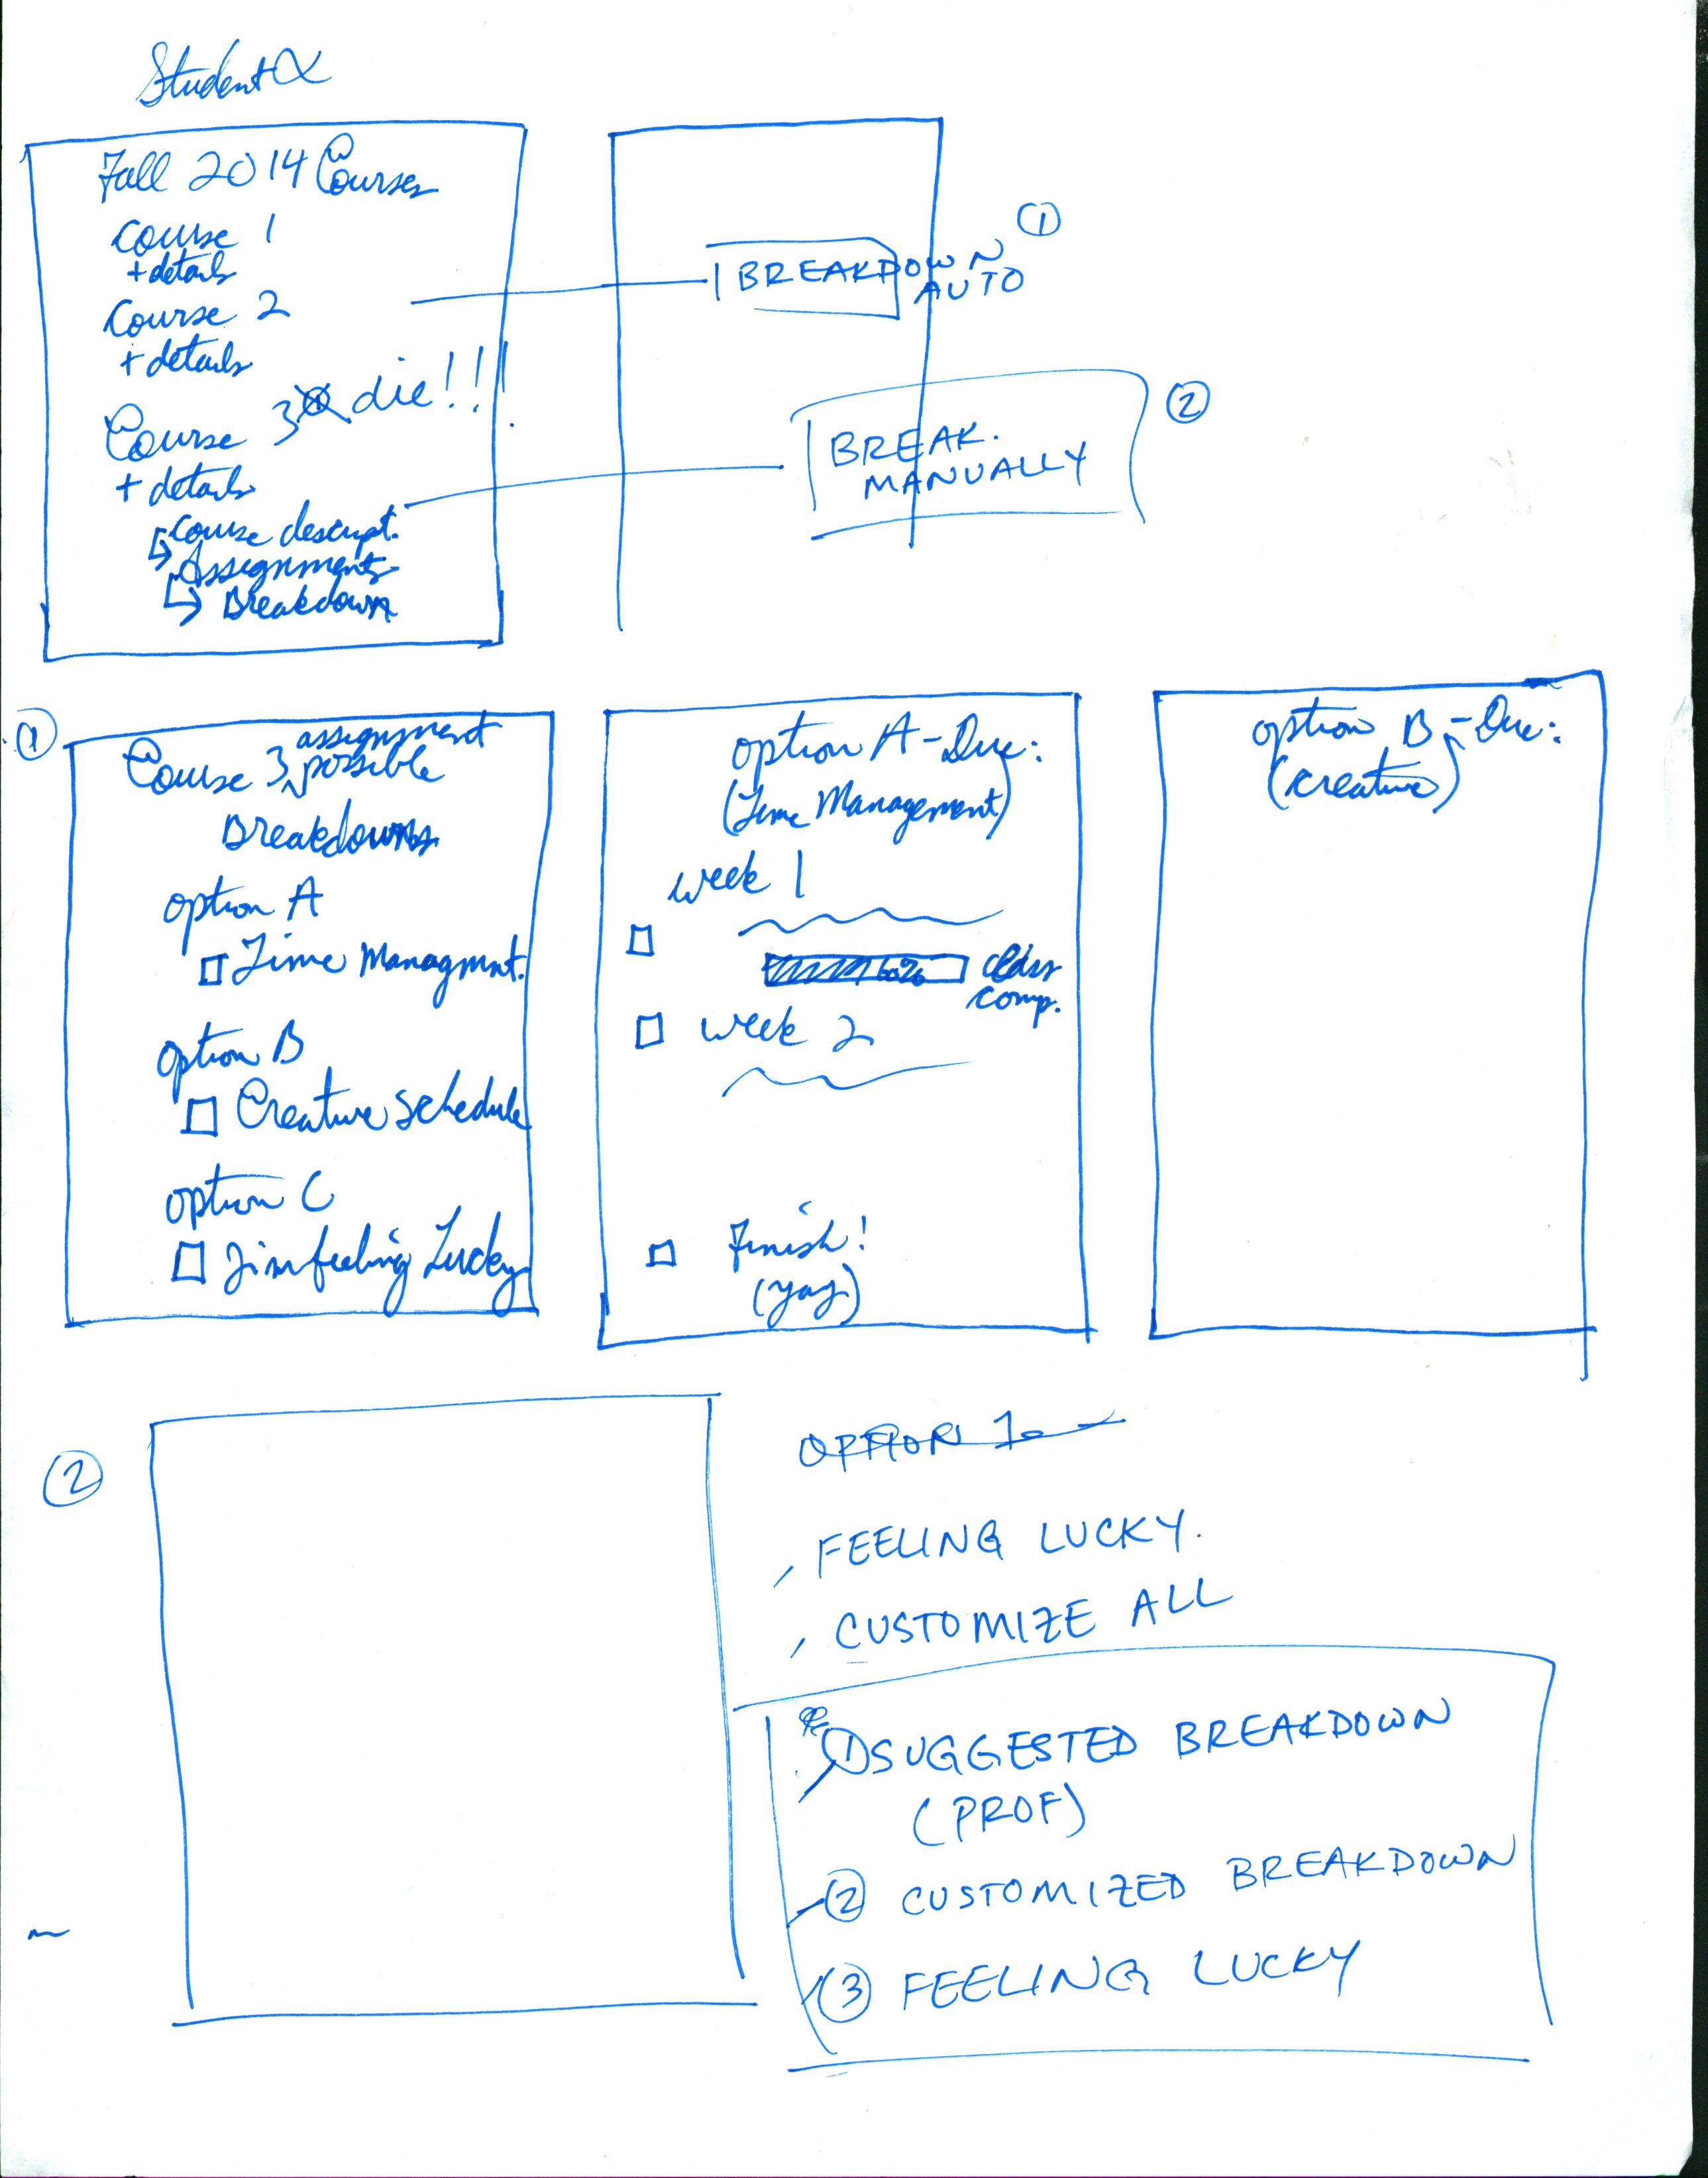 Student X
Fall 2014 Courses
Course 1
+ details
Course 2
+ details
Course 3 die!!!
+ details
Course descript.
Assignments
Breakdown
1
BREAKDOWN
AUTO
2
BREAK.
MANUALLY
1
assignment
Course 3 possible
Breakdowns
option A
Time Managmnt.
option B
Creative schedule
option C
I'm feeling Lucky
option A - Due:
(Time Management)
week 1
60%
class
comp.
week 2
Finish!
(yay)
option B - Due:
(creative)
2
OPTION 1.
FEELING LUCKY.
CUSTOMIZE ALL
1 SUGGESTED BREAKDOWN
(PROF)
2 CUSTOMIZED BREAKDOWN
3 FEELING LUCKY